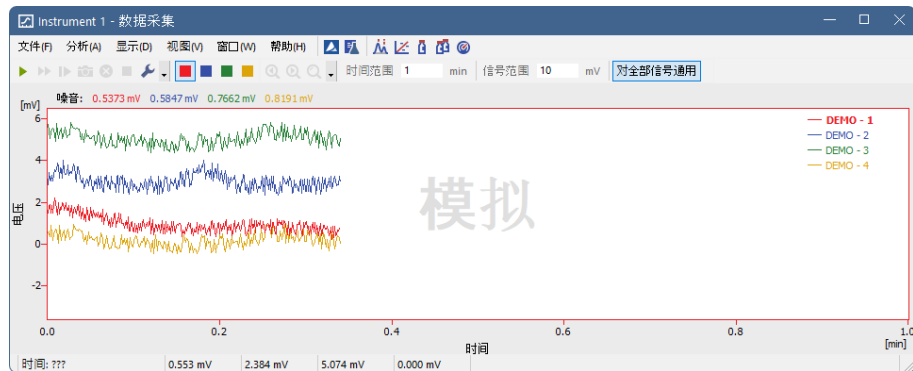 Instrument 1 - 数据采集
文件(F) 分析(A) 显示(D) 视图(V) 窗口(W) 帮助(H)
时间范围 1 min 信号范围 10 mV 对全部信号通用
噪音: 0.5373 mV 0.5847 mV 0.7662 mV 0.8191 mV
[mV]
6
4
2
0
-2
电压
DEMO - 1
DEMO - 2
DEMO - 3
DEMO - 4
模拟
0.0 0.2 0.4 0.6 0.8 1.0
时间
[min]
时间: ??? 0.553 mV 2.384 mV 5.074 mV 0.000 mV